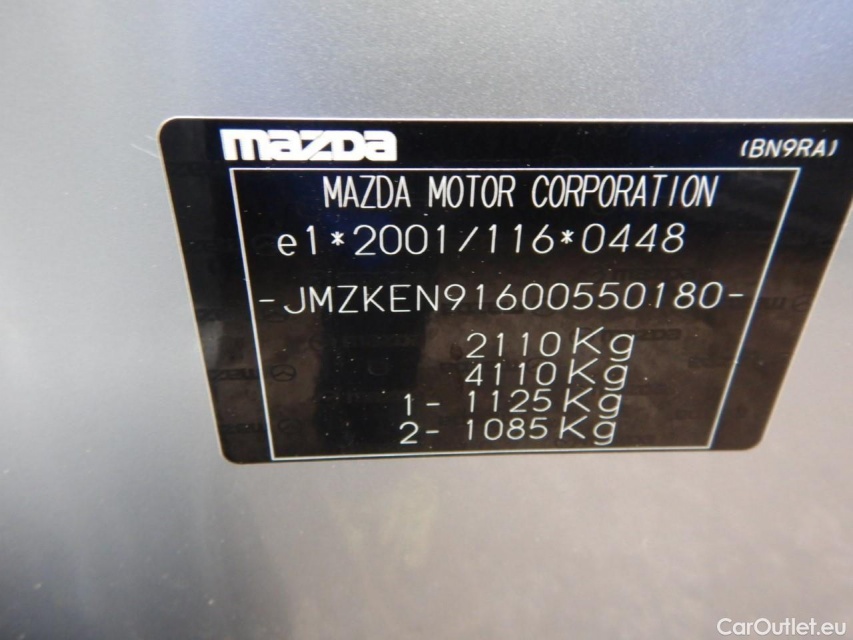 mazda
(BN9RA)
MAZDA MOTOR CORPORATION
e1*2001/116*0448
-JMZKEN91600550180-
2110Kg
4110Kg
1- 1125Kg
2- 1085Kg
CarOutlet.eu